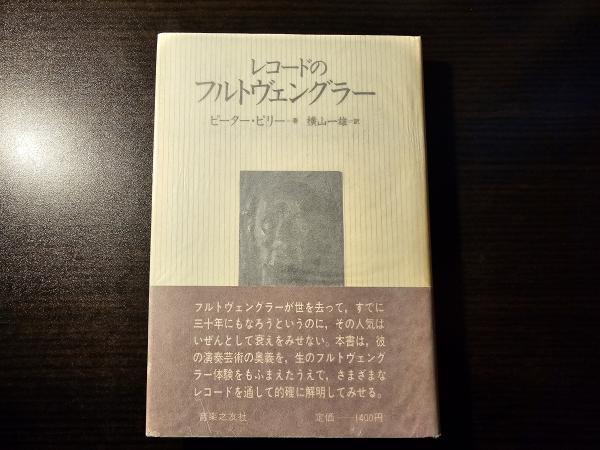 レコードの
フルトヴェングラー
ピーター・ピリー-著 横山一雄-訳
フルトヴェングラーが世を去って，すでに
三十年にもなろうというのに，その人気は
いぜんとして衰えをみせない。本書は，彼
の演奏芸術の奥義を，生のフルトヴェング
ラー体験をもふまえたうえで，さまざまな
レコードを通して的確に解明してみせる。
音楽之友社 定価──1400円